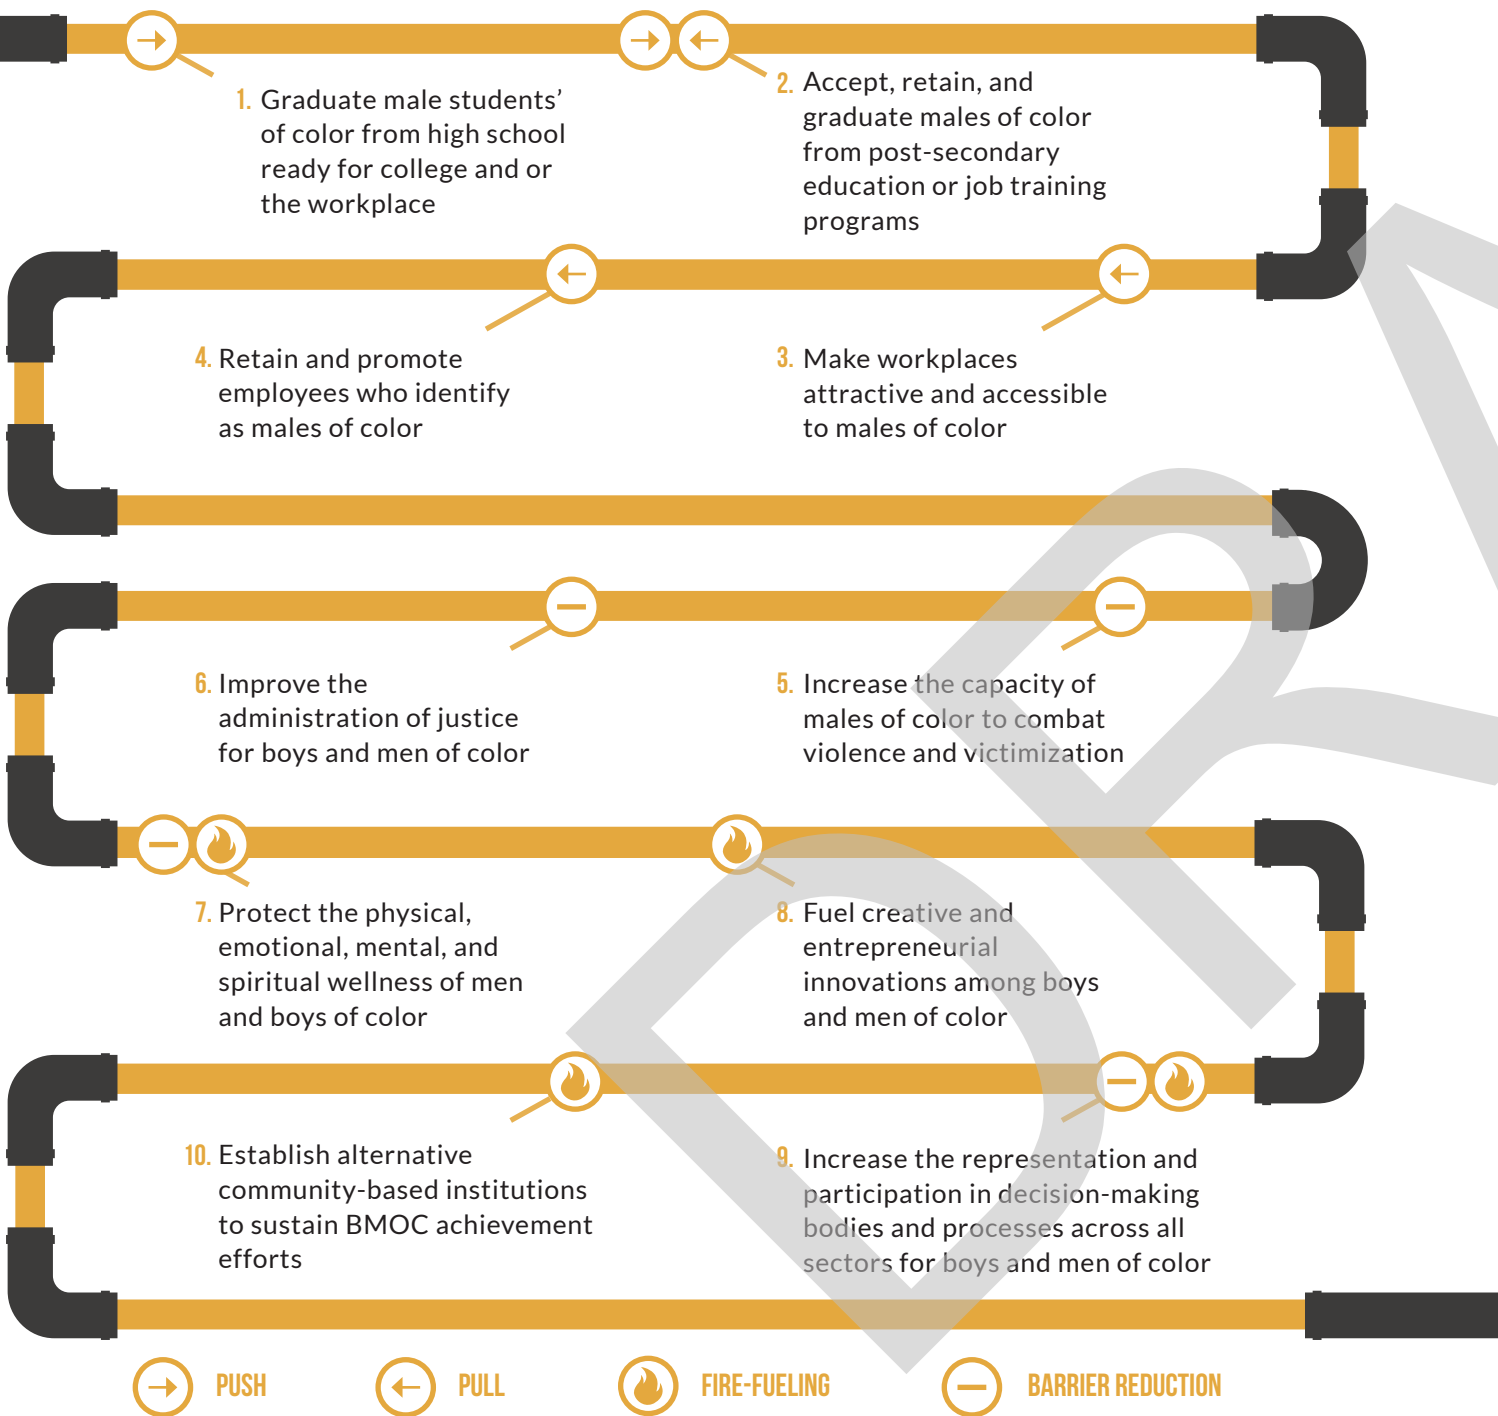 1. Graduate male students’
of color from high school
ready for college and or
the workplace
2. Accept, retain, and
graduate males of color
from post-secondary
education or job training
programs
3. Make workplaces
attractive and accessible
to males of color
4. Retain and promote
employees who identify
as males of color
5. Increase the capacity of
males of color to combat
violence and victimization
6. Improve the
administration of justice
for boys and men of color
7. Protect the physical,
emotional, mental, and
spiritual wellness of men
and boys of color
8. Fuel creative and
entrepreneurial
innovations among boys
and men of color
9. Increase the representation and
participation in decision-making
bodies and processes across all
sectors for boys and men of color
10. Establish alternative
community-based institutions
to sustain BMOC achievement
efforts
PUSH
PULL
FIRE-FUELING
BARRIER REDUCTION